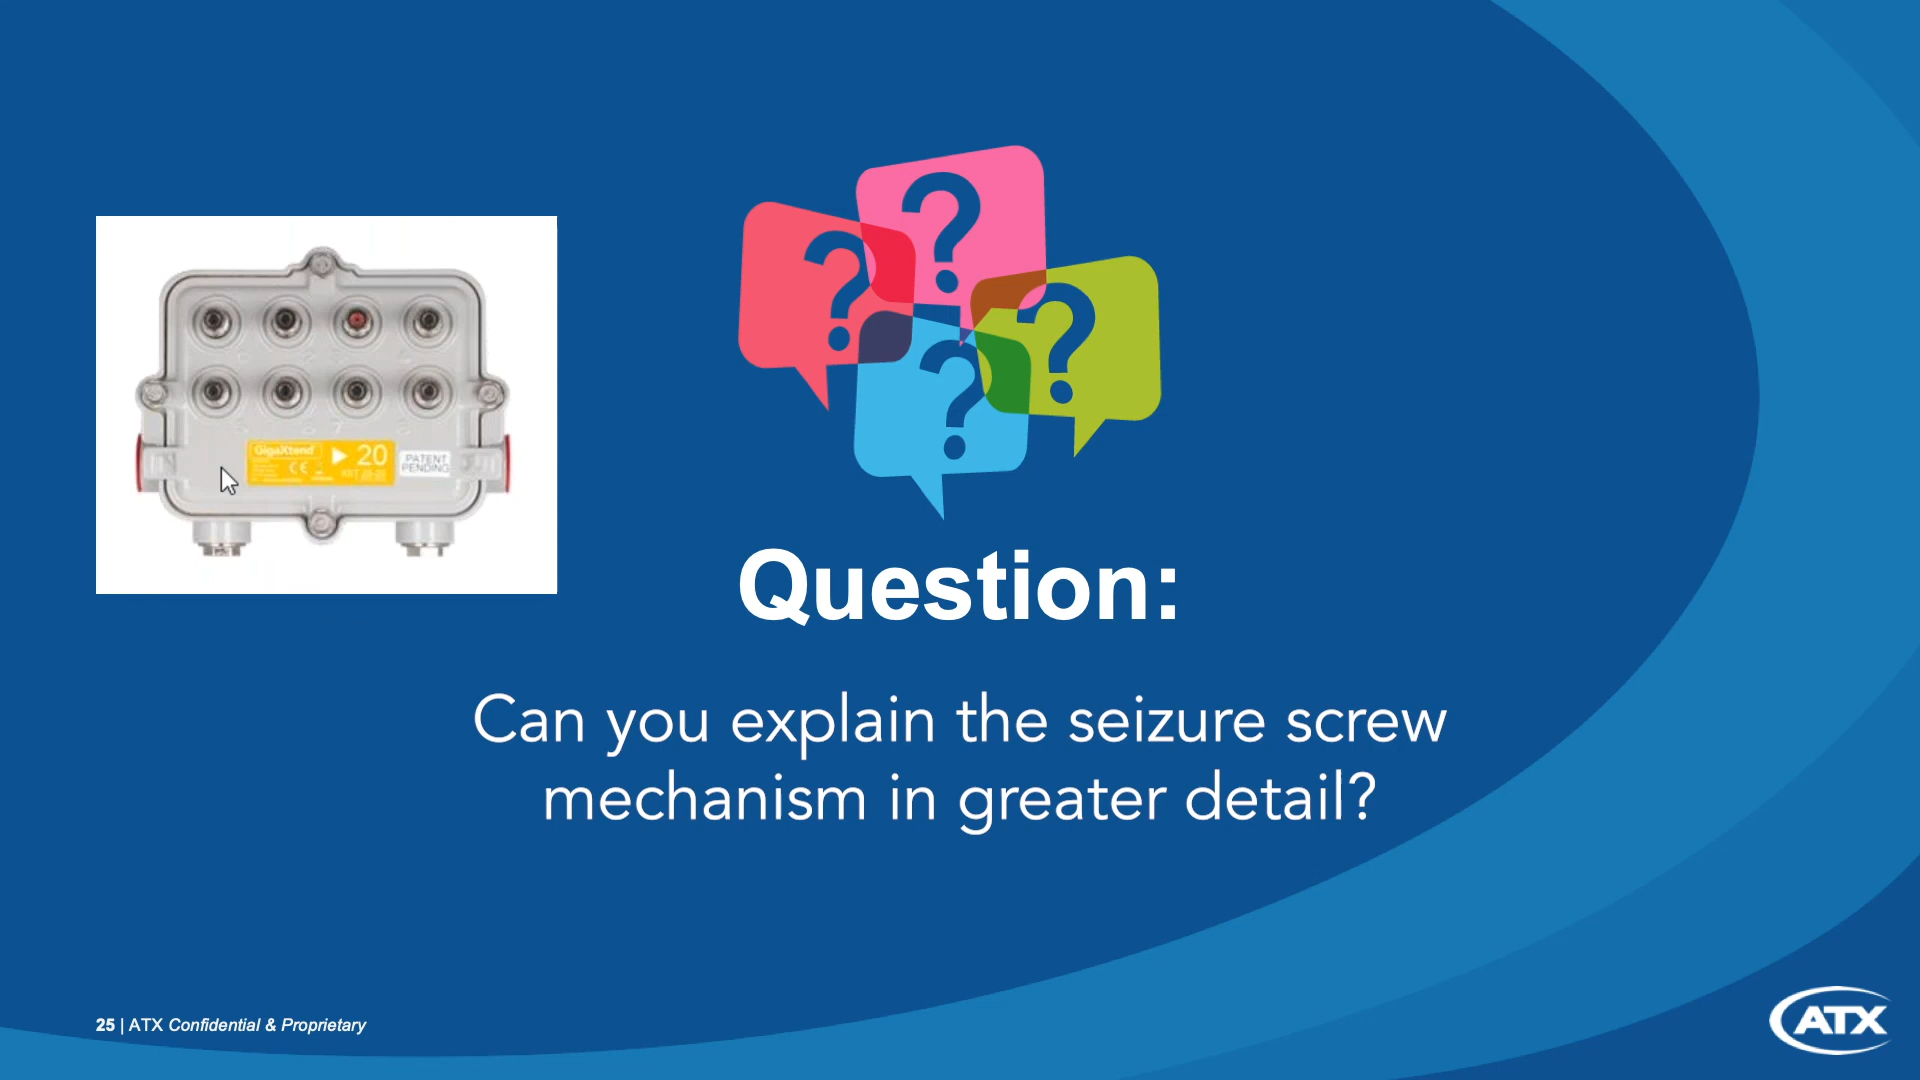 GigaXtend
20
PATENT
PENDING
Question:
Can you explain the seizure screw
mechanism in greater detail?
25 | ATX Confidential & Proprietary
ATX